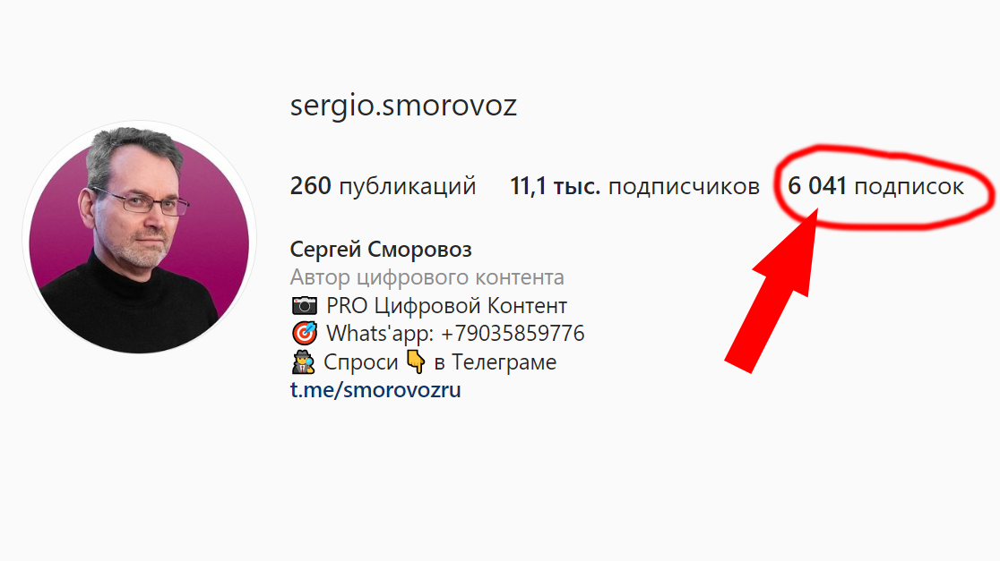 sergio.smorovoz
260 публикаций 11,1 тыс. подписчиков 6 041 подписок
Сергей Сморовоз
Автор цифрового контента
📷 PRO Цифровой Контент
🎯 Whats'app: +79035859776
🕵️ Спроси 👇 в Телеграме
t.me/smorovozru